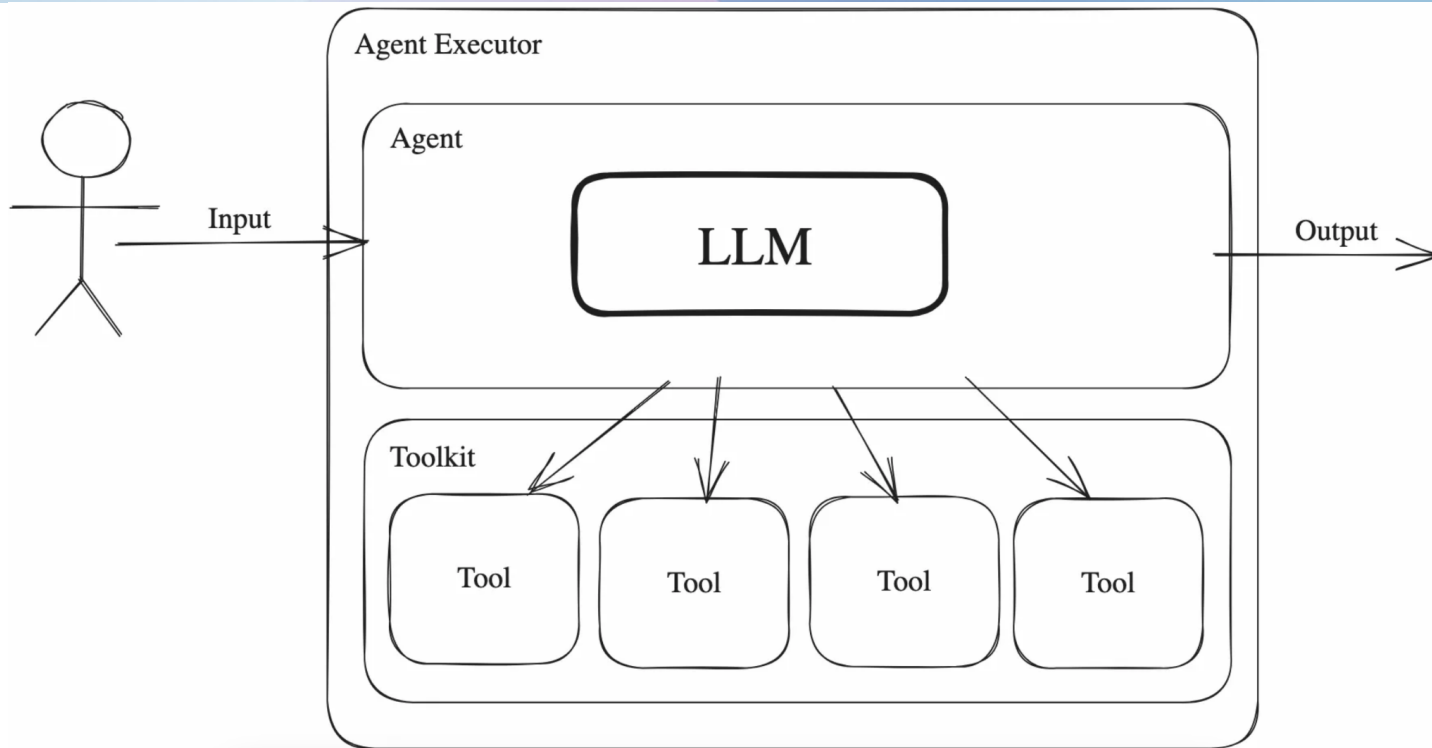 Agent Executor
Agent
Input
LLM
Output
Toolkit
Tool
Tool
Tool
Tool